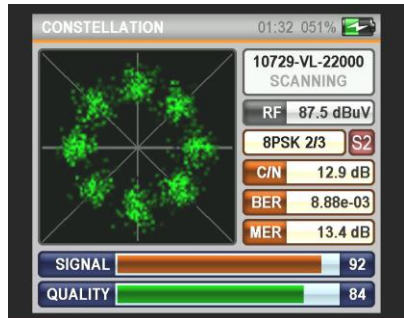 CONSTELLATION 01:32 051%
10729-VL-22000
SCANNING
RF 87.5 dBuV
8PSK 2/3 S2
C/N 12.9 dB
BER 8.88e-03
MER 13.4 dB
SIGNAL 92
QUALITY 84